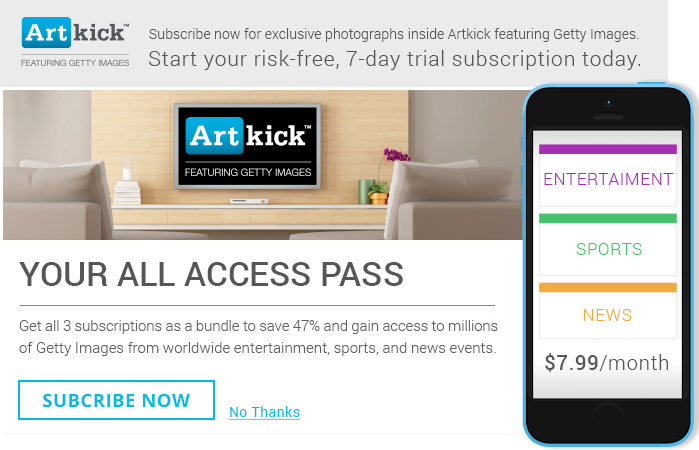 Artkick™
FEATURING GETTY IMAGES
Subscribe now for exclusive photographs inside Artkick featuring Getty Images.
Start your risk-free, 7-day trial subscription today.
Artkick™
FEATURING GETTY IMAGES
YOUR ALL ACCESS PASS
Get all 3 subscriptions as a bundle to save 47% and gain access to millions
of Getty Images from worldwide entertainment, sports, and news events.
SUBCRIBE NOW
No Thanks
ENTERTAIMENT
SPORTS
NEWS
$7.99/month